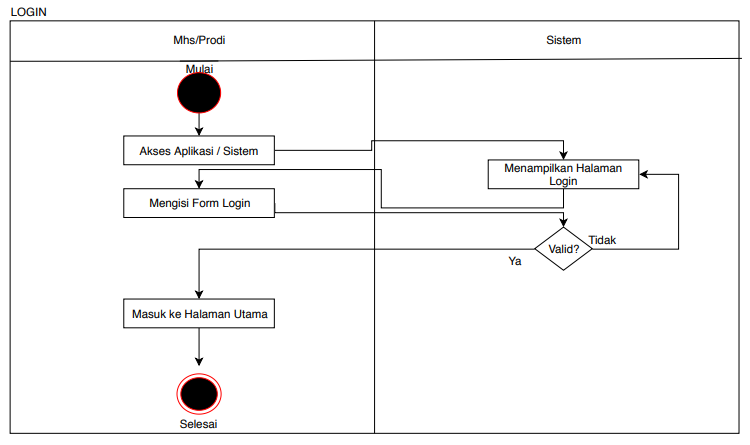 LOGIN
Mhs/Prodi
Sistem
Mulai
Akses Aplikasi / Sistem
Menampilkan Halaman
Login
Mengisi Form Login
Valid?
Tidak
Ya
Masuk ke Halaman Utama
Selesai